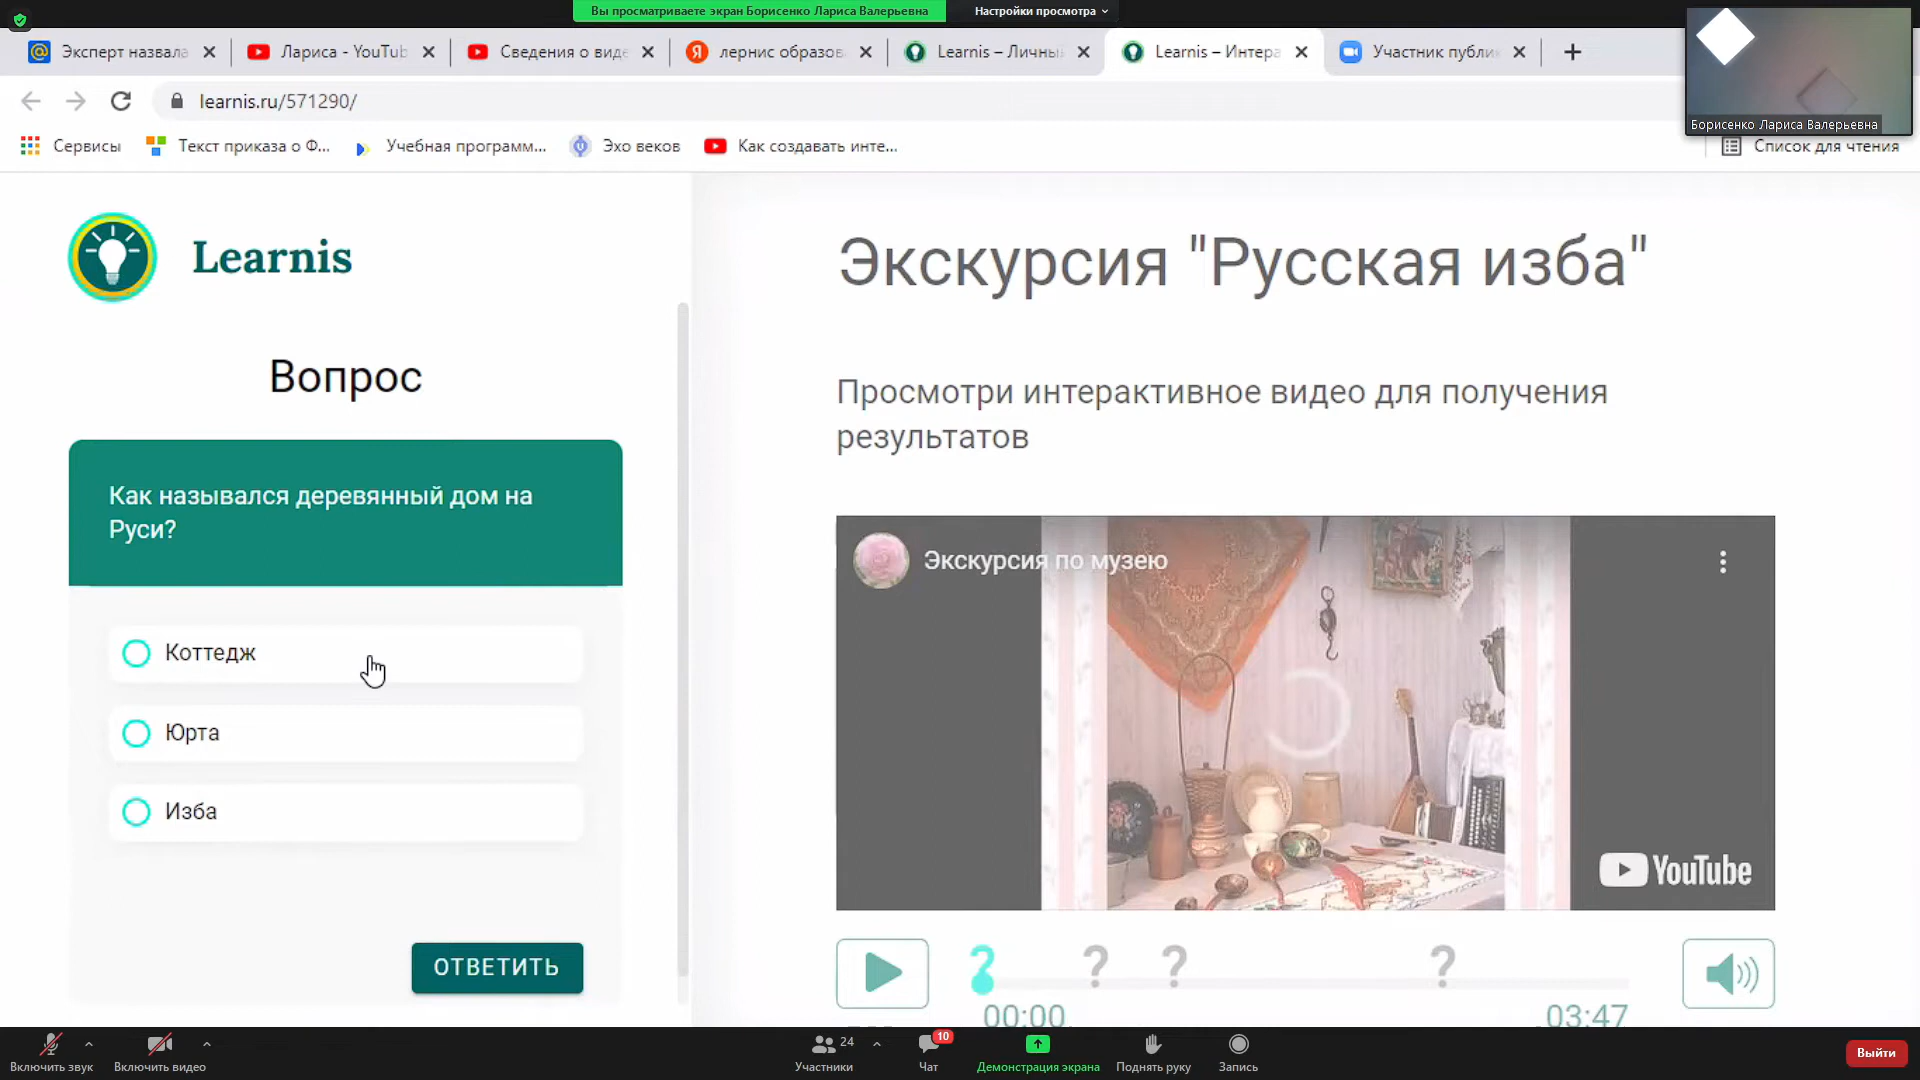 Вы просматриваете экран Борисенко Лариса Валерьевна
Настройки просмотра
Эксперт назвала
Лариса - YouTub
Сведения о виде
лернис образов
Learnis – Личны
Learnis – Интера
Участник публи
Борисенко Лариса Валерьевна
learnis.ru/571290/
Сервисы
Текст приказа о Ф...
Учебная программ...
Эхо веков
Как создавать инте...
Список для чтения
Learnis
Экскурсия "Русская изба"
Вопрос
Просмотри интерактивное видео для получения
результатов
Как назывался деревянный дом на
Руси?
Экскурсия по музею
Коттедж
Юрта
Изба
YouTube
ОТВЕТИТЬ
? ? ? ?
00:00
03:47
Включить звук
Включить видео
24
Участники
10
Чат
Демонстрация экрана
Поднять руку
Запись
Выйти